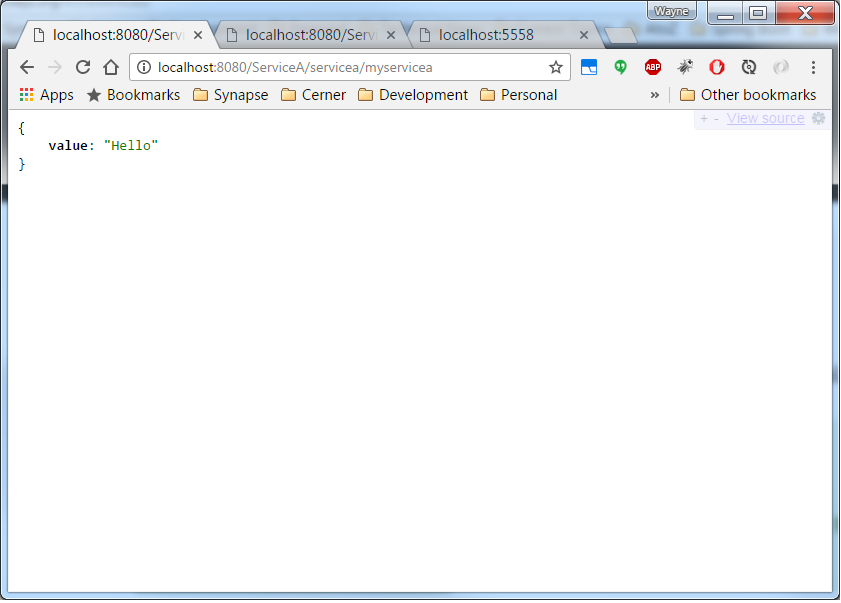 Wayne
localhost:8080/Servi
localhost:8080/Servi
localhost:5558
localhost:8080/ServiceA/servicea/myservicea
ABP
Apps Bookmarks Synapse Cerner Development Personal » Other bookmarks
{
+ - View source
value: "Hello"
}